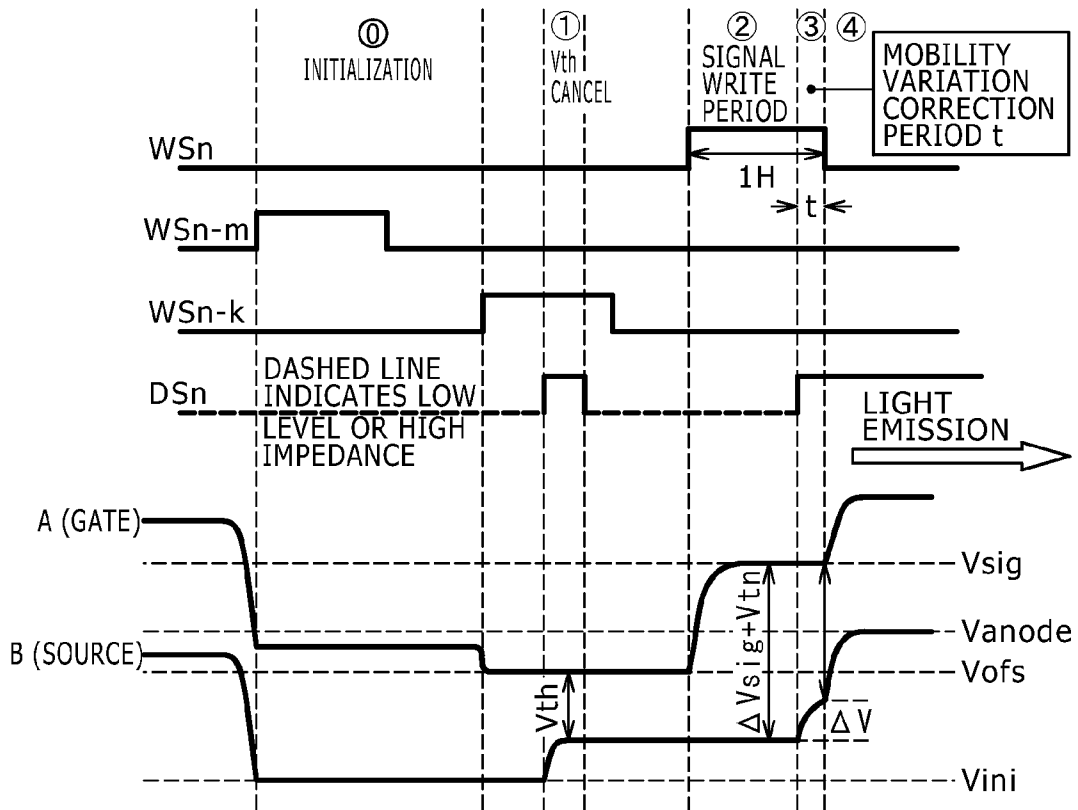 ⓪
INITIALIZATION
①
Vth
CANCEL
②
SIGNAL
WRITE
PERIOD
③
④
MOBILITY
VARIATION
CORRECTION
PERIOD t
WSn
1H
t
WSn-m
WSn-k
DSn
DASHED LINE
INDICATES LOW
LEVEL OR HIGH
IMPEDANCE
LIGHT
EMISSION
A (GATE)
Vsig
ΔVsig+Vtn
Vanode
B (SOURCE)
Vofs
Vth
ΔV
Vini